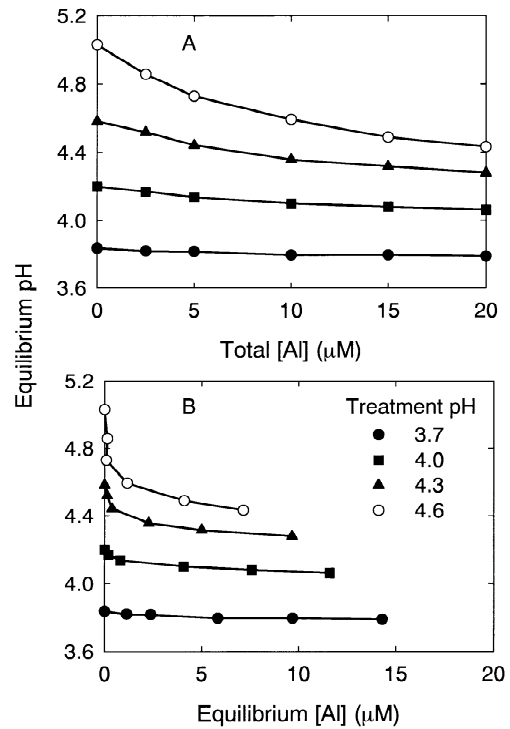 5.2
A
4.8
4.4
4.0
3.6
0 5 10 15 20
Total [Al] (μM)
Equilibrium pH
5.2
B
Treatment pH
4.8
3.7
4.0
4.4
4.3
4.6
4.0
3.6
0 5 10 15 20
Equilibrium [Al] (μM)